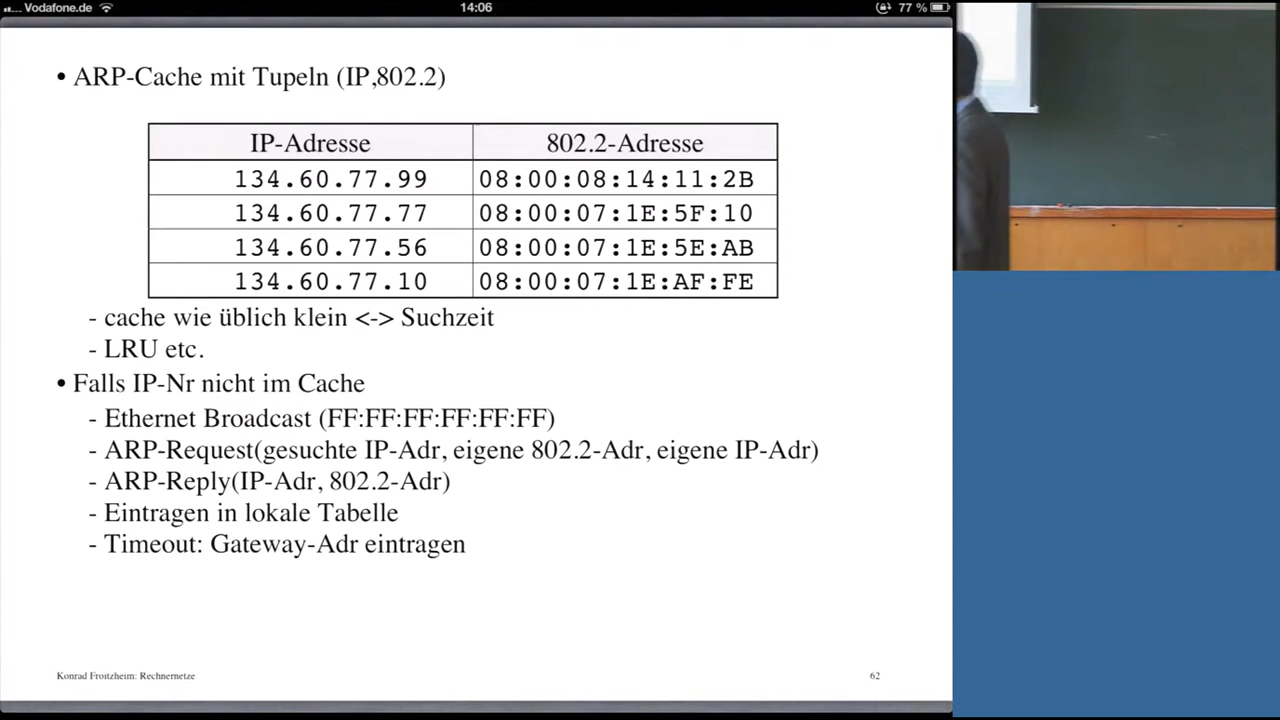 Vodafone.de 14:06 77 %
• ARP-Cache mit Tupeln (IP,802.2)
IP-Adresse 802.2-Adresse
134.60.77.99 08:00:08:14:11:2B
134.60.77.77 08:00:07:1E:5F:10
134.60.77.56 08:00:07:1E:5E:AB
134.60.77.10 08:00:07:1E:AF:FE
- cache wie üblich klein <-> Suchzeit
- LRU etc.
• Falls IP-Nr nicht im Cache
- Ethernet Broadcast (FF:FF:FF:FF:FF:FF)
- ARP-Request(gesuchte IP-Adr, eigene 802.2-Adr, eigene IP-Adr)
- ARP-Reply(IP-Adr, 802.2-Adr)
- Eintragen in lokale Tabelle
- Timeout: Gateway-Adr eintragen
Konrad Froitzheim: Rechnernetze 62